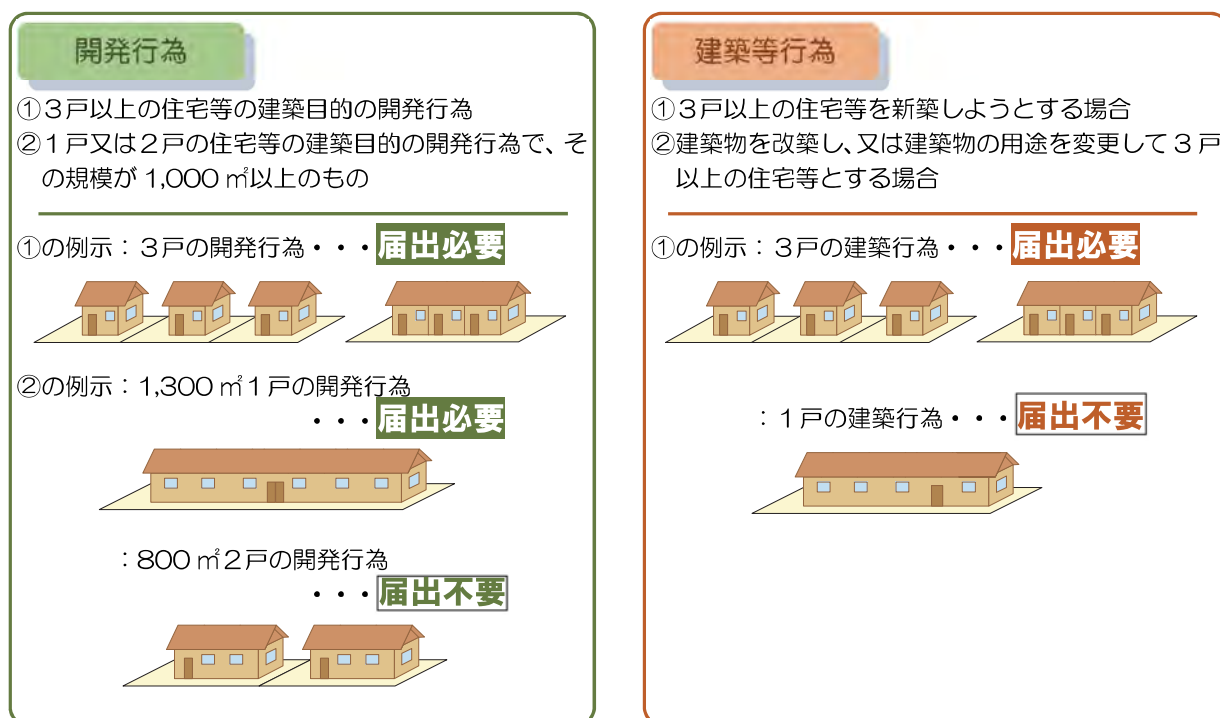 開発行為
①3戸以上の住宅等の建築目的の開発行為
②1戸又は2戸の住宅等の建築目的の開発行為で、そ
の規模が 1,000 ㎡以上のもの
①の例示：3戸の開発行為・・・届出必要
②の例示：1,300 ㎡1戸の開発行為
・・・届出必要
：800 ㎡2戸の開発行為
・・・届出不要
建築等行為
①3戸以上の住宅等を新築しようとする場合
②建築物を改築し、又は建築物の用途を変更して3戸
以上の住宅等とする場合
①の例示：3戸の建築行為・・・届出必要
：1戸の建築行為・・・届出不要